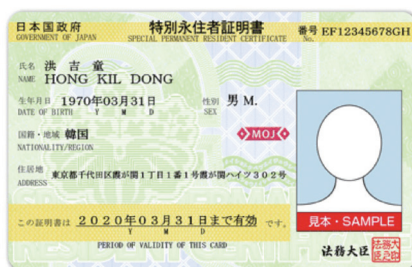 日本国政府 特別永住者証明書 番号 EF12345678GH
GOVERNMENT OF JAPAN SPECIAL PERMANENT RESIDENT CERTIFICATE No.
氏名 洪 吉 童
NAME HONG KIL DONG
生年月日 1970年03月31日 性別 男 M.
DATE OF BIRTH Y M D SEX
国籍・地域 韓国
NATIONALITY/REGION
MOJ
住居地 東京都千代田区霞が関1丁目1番1号霞が関ハイツ302号
ADDRESS
見本・SAMPLE
この証明書は 2020年03月31日まで有効 です。
Y M D
PERIOD OF VALIDITY OF THIS CARD
法務大臣